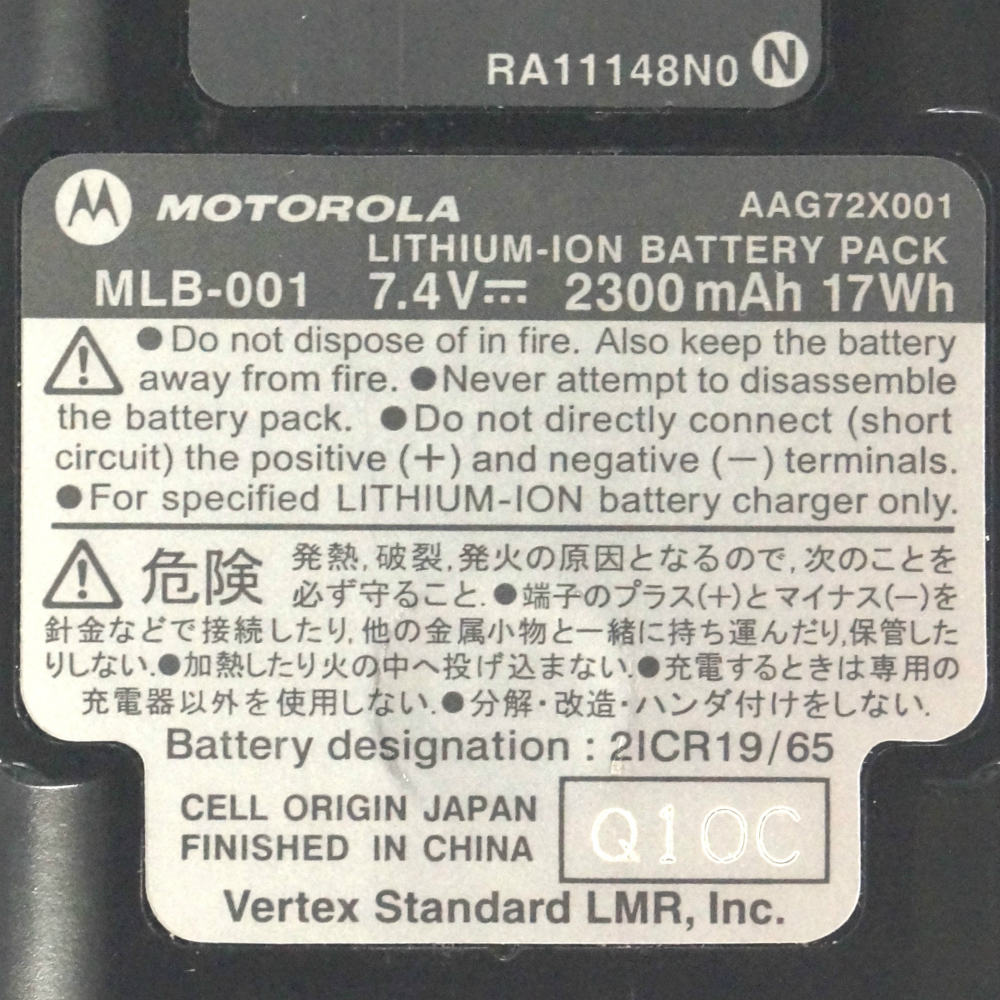 RA11148N0 N
MOTOROLA
AAG72X001
LITHIUM-ION BATTERY PACK
MLB-001 7.4V⎓ 2300mAh 17Wh
●Do not dispose of in fire. Also keep the battery
away from fire. ●Never attempt to disassemble
the battery pack. ●Do not directly connect (short
circuit) the positive (+) and negative (−) terminals.
●For specified LITHIUM-ION battery charger only.
危険 発熱,破裂,発火の原因となるので,次のことを
必ず守ること. ●端子のプラス(+)とマイナス(−)を
針金などで接続したり,他の金属小物と一緒に持ち運んだり,保管した
りしない.●加熱したり火の中へ投げ込まない.●充電するときは専用の
充電器以外を使用しない.●分解・改造・ハンダ付けをしない.
Battery designation : 2ICR19/65
CELL ORIGIN JAPAN
FINISHED IN CHINA
Q10C
Vertex Standard LMR, Inc.